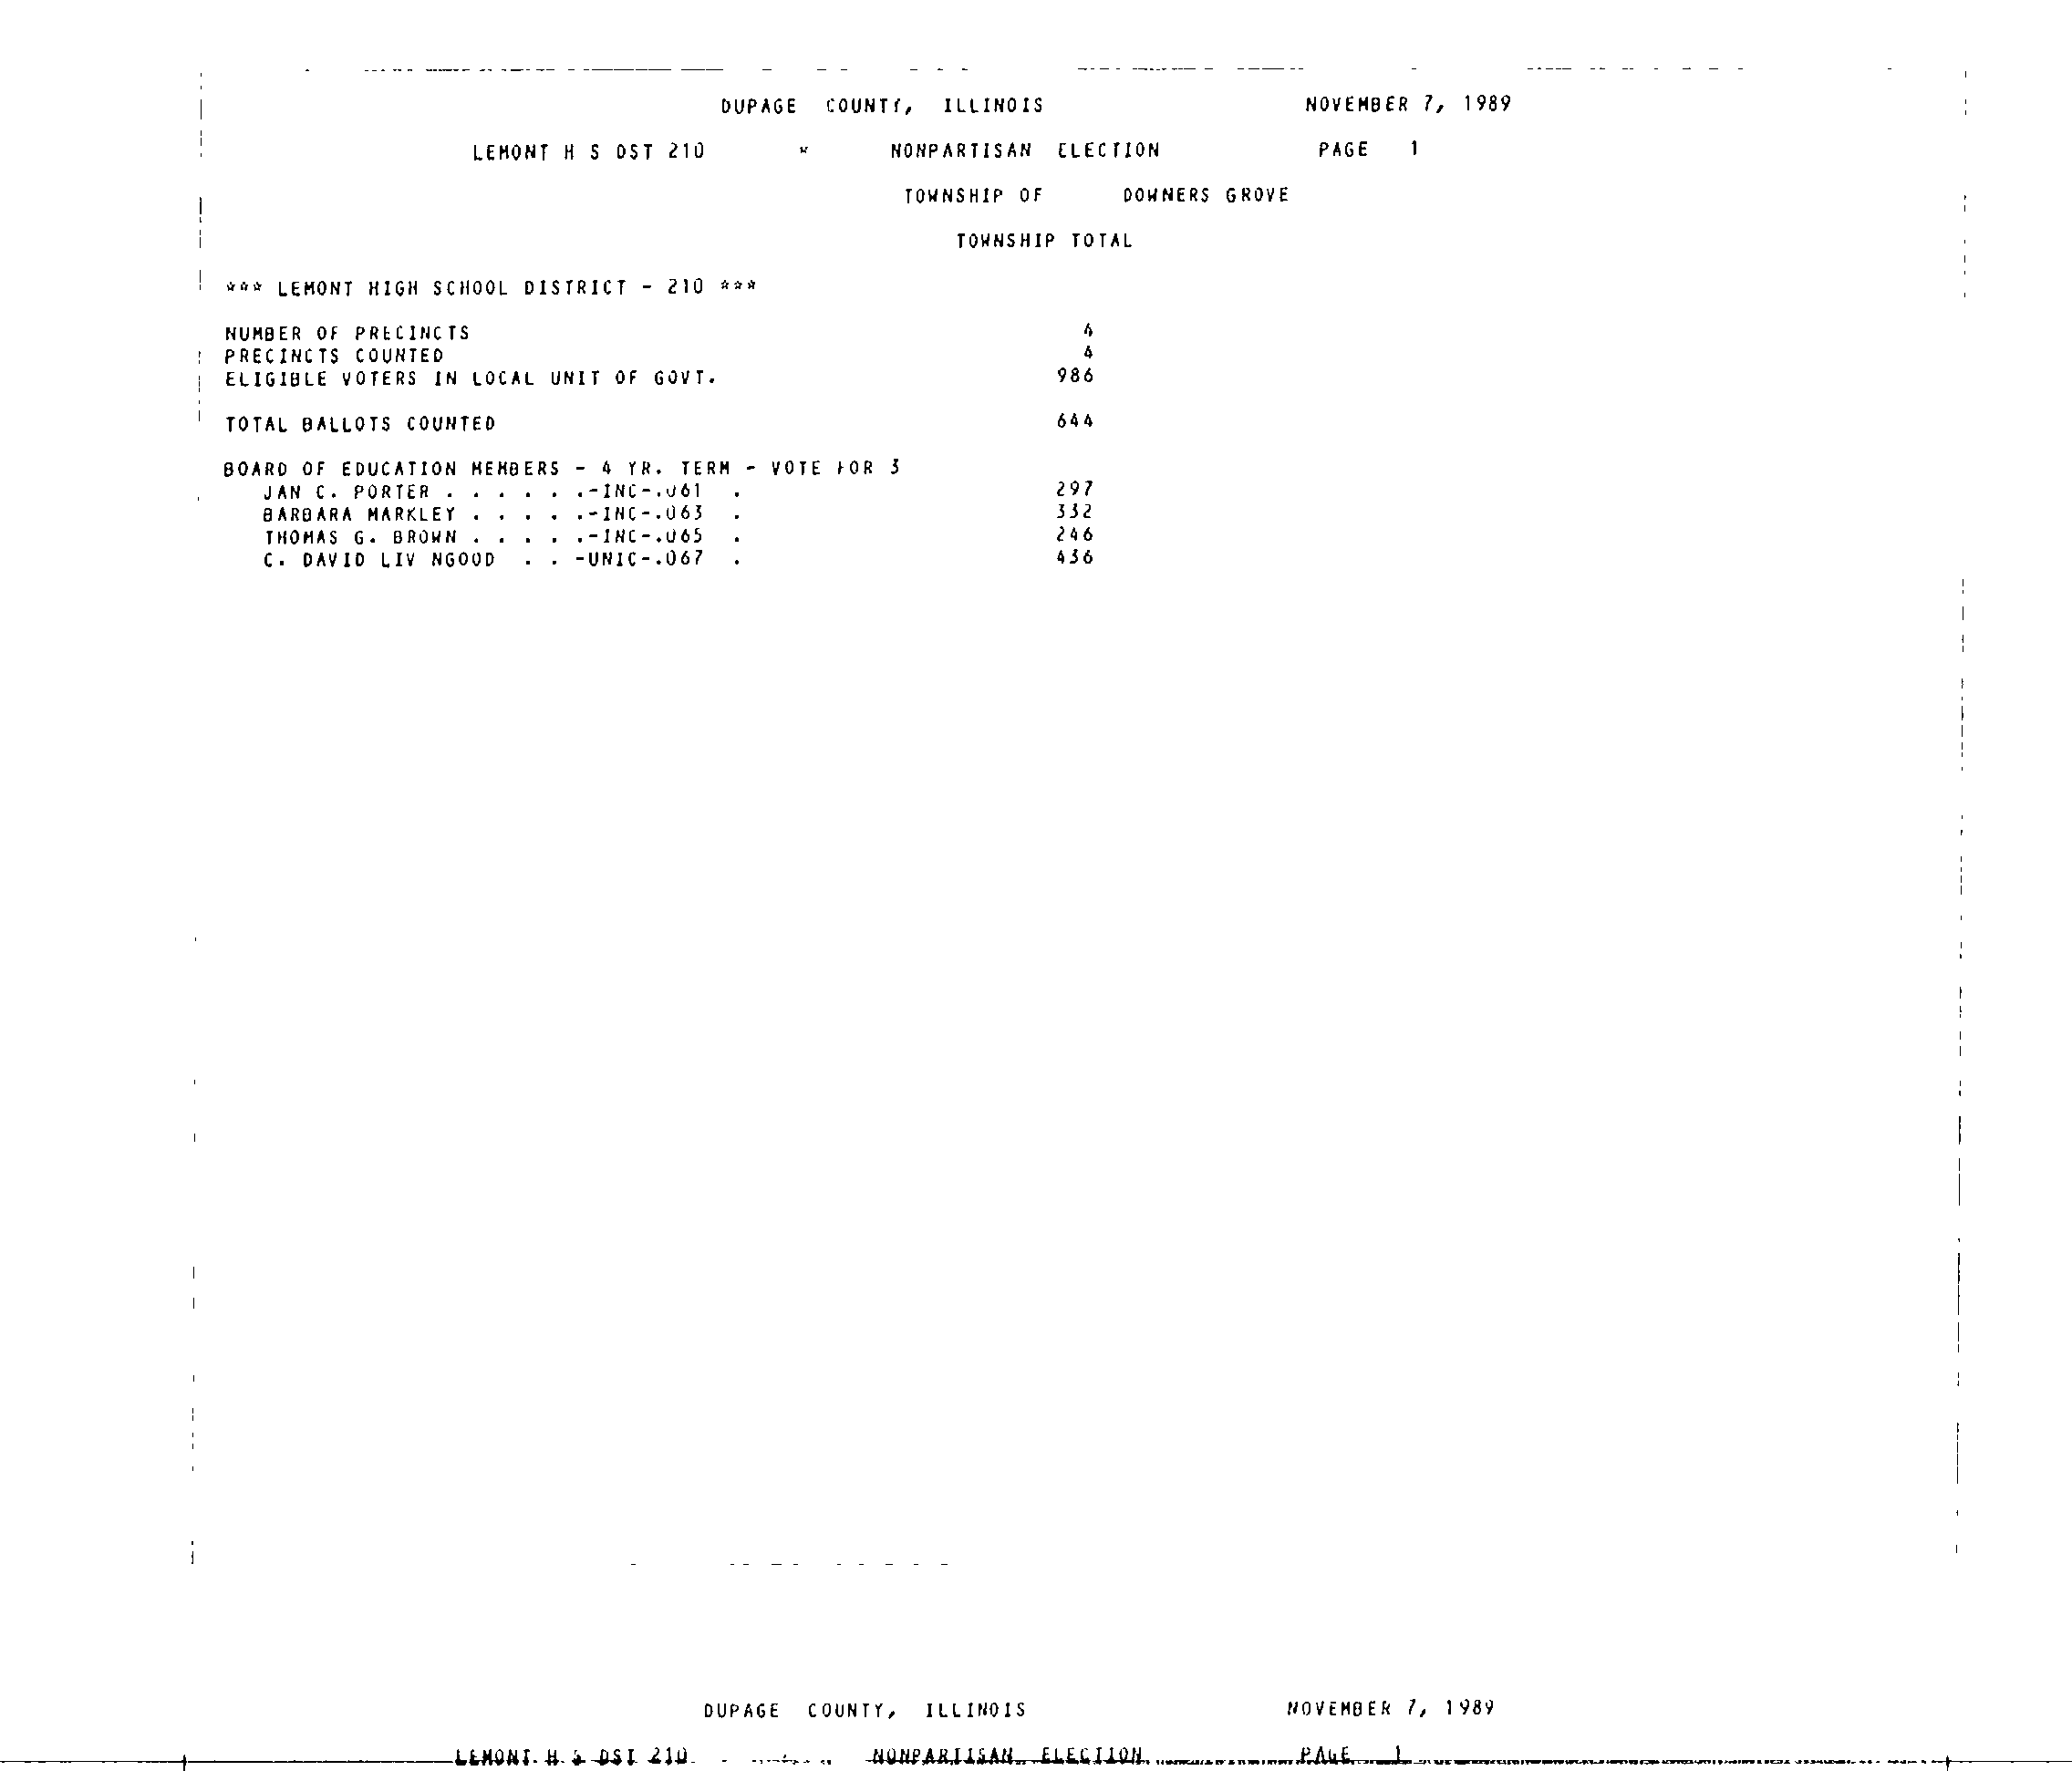 DUPAGE COUNTY, ILLINOIS NOVEMBER 7, 1989
LEMONT H S DST 210 * NONPARTISAN ELECTION PAGE 1
TOWNSHIP OF DOWNERS GROVE
TOWNSHIP TOTAL
*** LEMONT HIGH SCHOOL DISTRICT - 210 ***
NUMBER OF PRECINCTS 4
PRECINCTS COUNTED 4
ELIGIBLE VOTERS IN LOCAL UNIT OF GOVT. 986
TOTAL BALLOTS COUNTED 644
BOARD OF EDUCATION MEMBERS - 4 YR. TERM - VOTE FOR 3
JAN C. PORTER . . . . . .-INC-.061 . 297
BARBARA MARKLEY . . . . .-INC-.063 . 332
THOMAS G. BROWN . . . . .-INC-.065 . 246
C. DAVID LIV NGOOD . . -UNIC-.067 . 436
DUPAGE COUNTY, ILLINOIS NOVEMBER 7, 1989
LEMONT H S DST 210 NONPARTISAN ELECTION PAGE 1